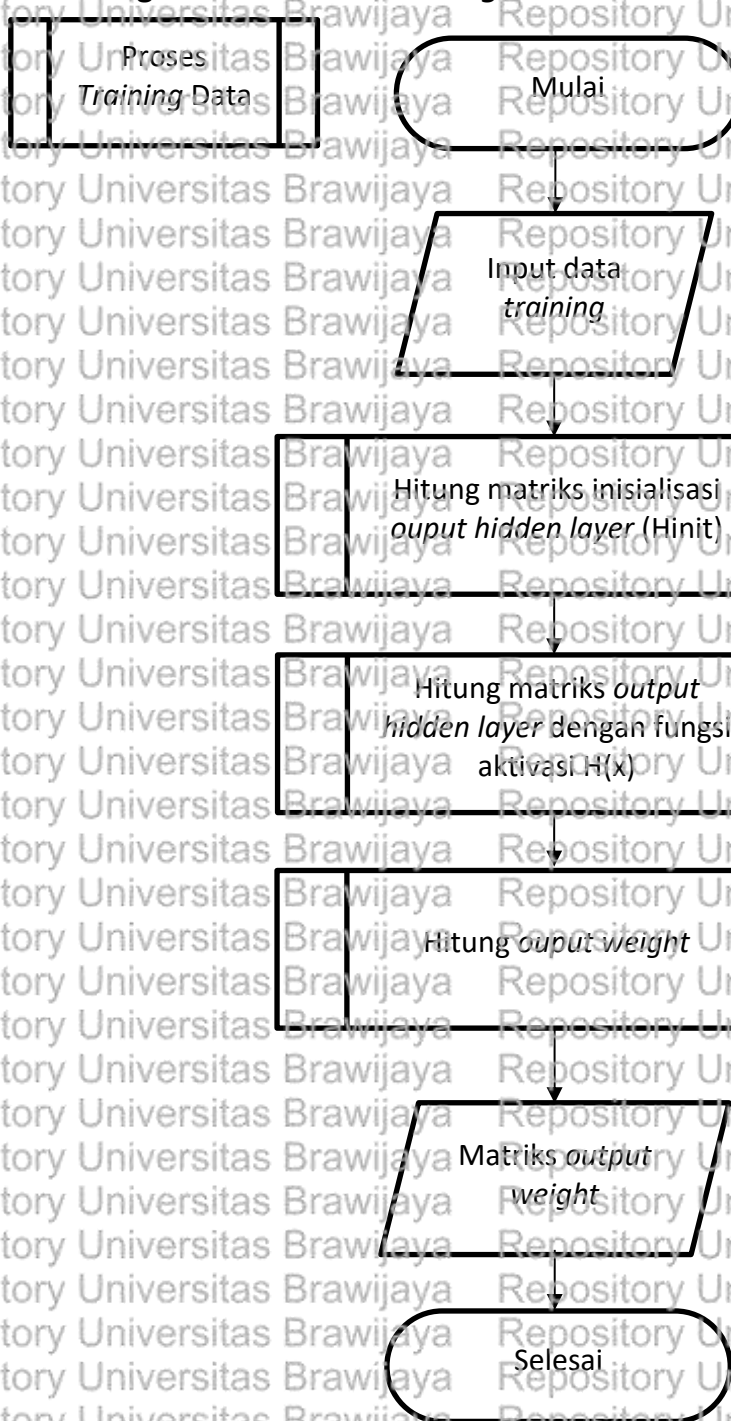 Proses
Training Data
Mulai
Input data
training
Hitung matriks inisialisasi
ouput hidden layer (Hinit)
Hitung matriks output
hidden layer dengan fungsi
aktivasi H(x)
Hitung ouput weight
Matriks output
weight
Selesai